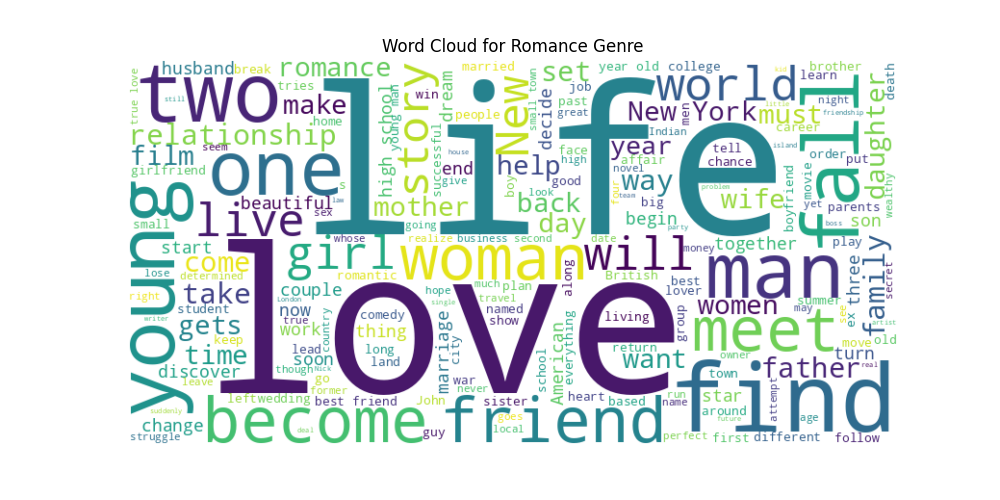 Word Cloud for Romance Genre
true love
still
husband
break
tries
romance
two
make
home
seem
relationship
film
girlfriend
one
beautiful
sex
s
law
small
live
start
whose
young
come
girl
lose
determined
romantic
right
take
London
couple
student
true
now
country
writer
gets
work
keep
time
lead
soon
discover
though
Nick
leave
go
former
suddenly
left
wedding
best friend
change
struggle
deal
become
life
love
high school
young man
story
successful
dream
married
win
people
mother
house
give
end
going
realize
business
second
woman
New
small town
set
year old
job
past
great
decide
help
face
high
good
boy
look
back
day
date
will
much
plan
hope
travel
single
named
show
comedy
thing
long
land
marriage
city
war
never
sister
John
goes
guy
local
friend
school
American
everything
heart
based
along
British
living
return
want
group
college
world
New York
men
Indian
year
affair
novel
four
team
way
big
begin
problem
party
money
best
lover
tell
chance
wife
brother
learn
night
kid
little
friendship
must
career
island
order
put
movie
yet
parents
boyfriend
son
boss
play
together
fall
daughter
wealthy
death
secret
man
women
meet
summer
may
ex
three
see
family
move
artist
old
owner
turn
father
real
town
star
run
name
around
attempt
age
future
find
perfect
first
different
follow